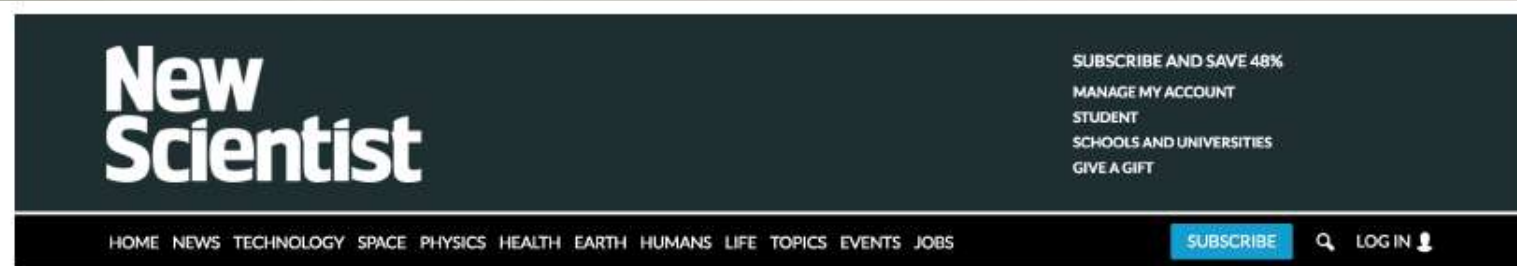 New
Scientist
SUBSCRIBE AND SAVE 48%
MANAGE MY ACCOUNT
STUDENT
SCHOOLS AND UNIVERSITIES
GIVE A GIFT
HOME NEWS TECHNOLOGY SPACE PHYSICS HEALTH EARTH HUMANS LIFE TOPICS EVENTS JOBS SUBSCRIBE LOG IN